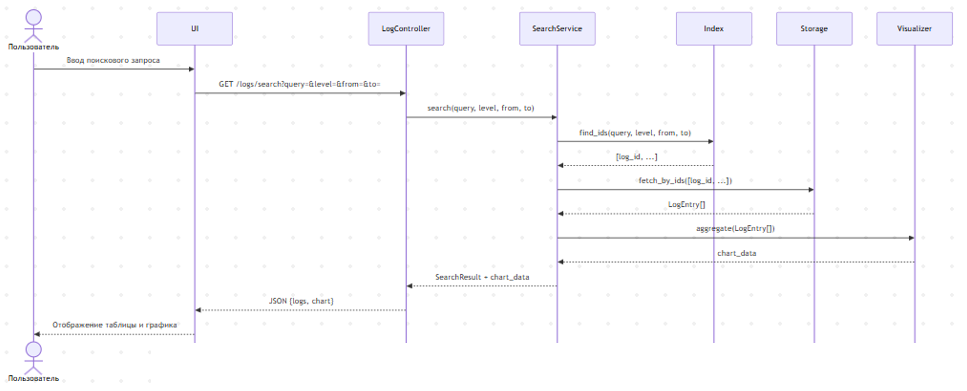 Пользователь
UI
LogController
SearchService
Index
Storage
Visualizer
Ввод поискового запроса
GET /logs/search?query=&level=&from=&to=
search(query, level, from, to)
find_ids(query, level, from, to)
[log_id, ...]
fetch_by_ids([log_id, ...])
LogEntry[]
aggregate(LogEntry[])
chart_data
SearchResult + chart_data
JSON {logs, chart}
Отображение таблицы и графика
Пользователь